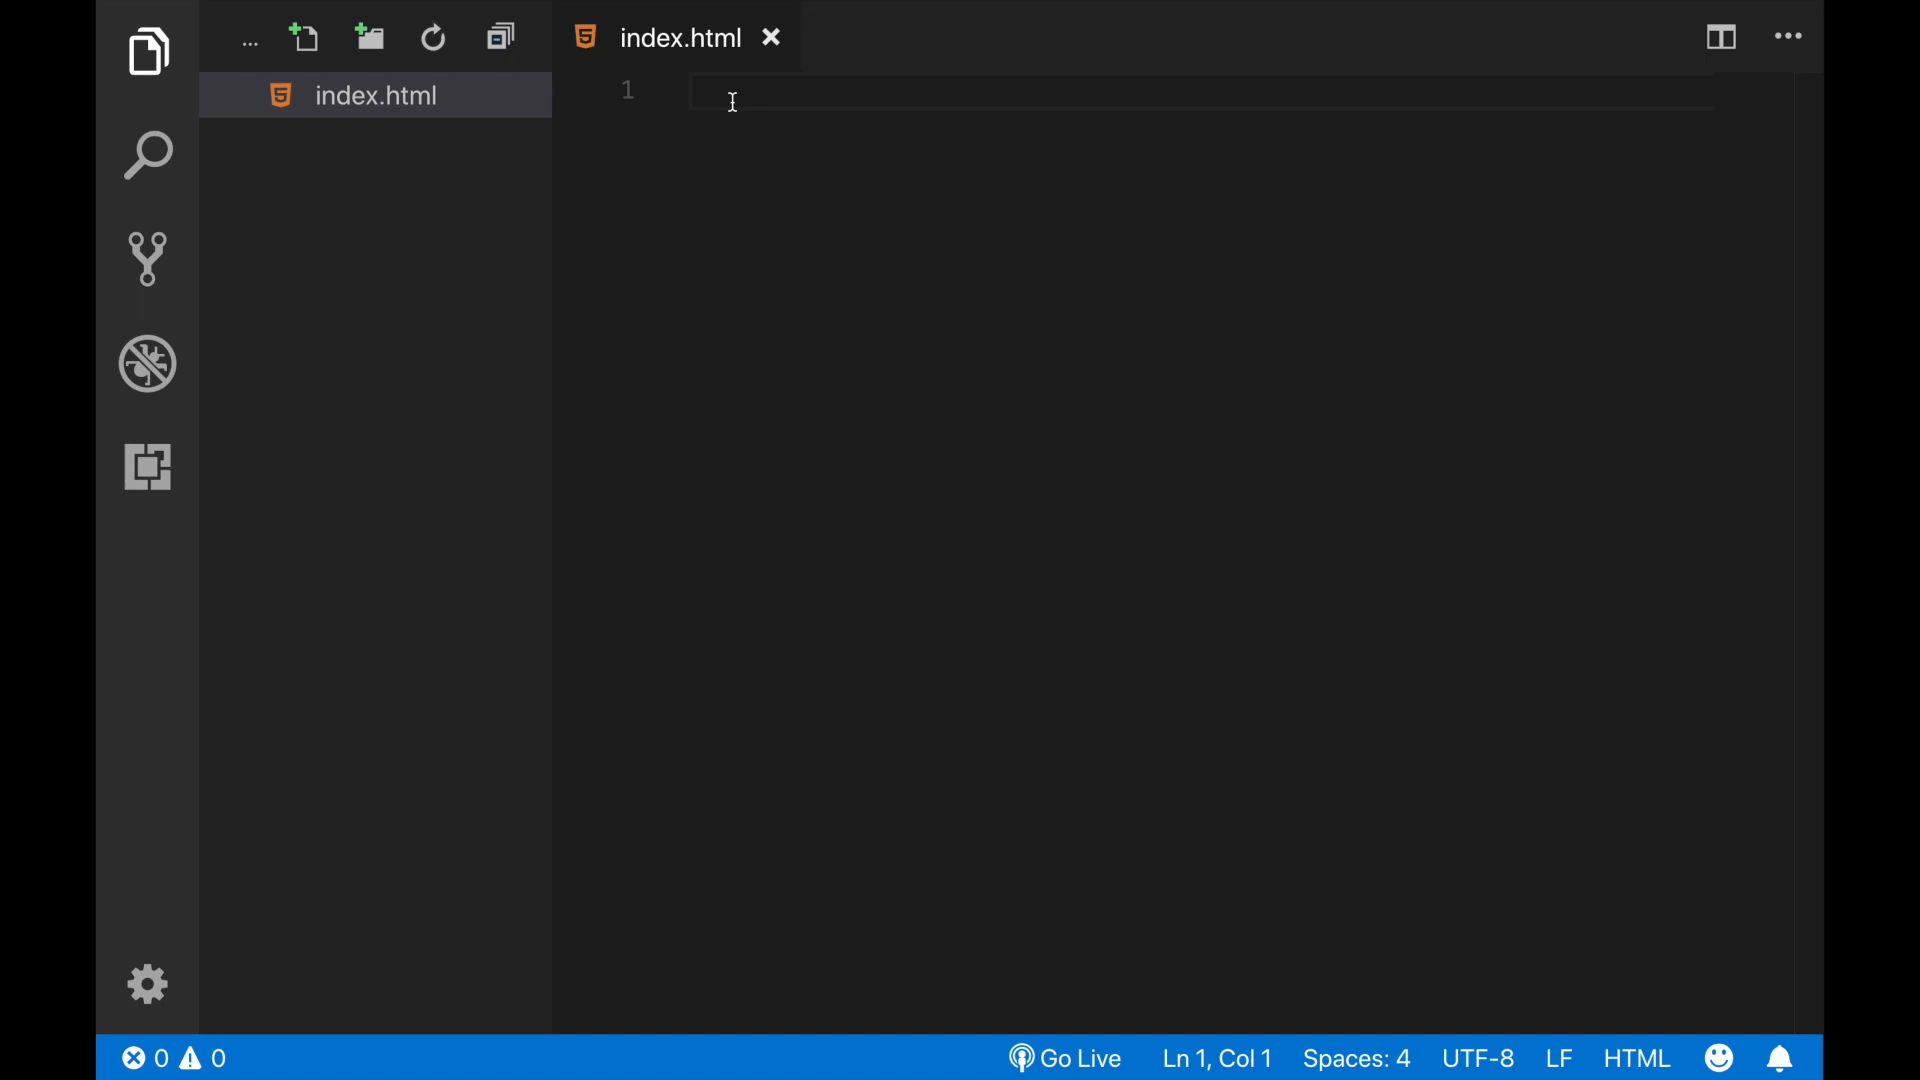 ... index.html
index.html
1
0 0 Go Live Ln 1, Col 1 Spaces: 4 UTF-8 LF HTML